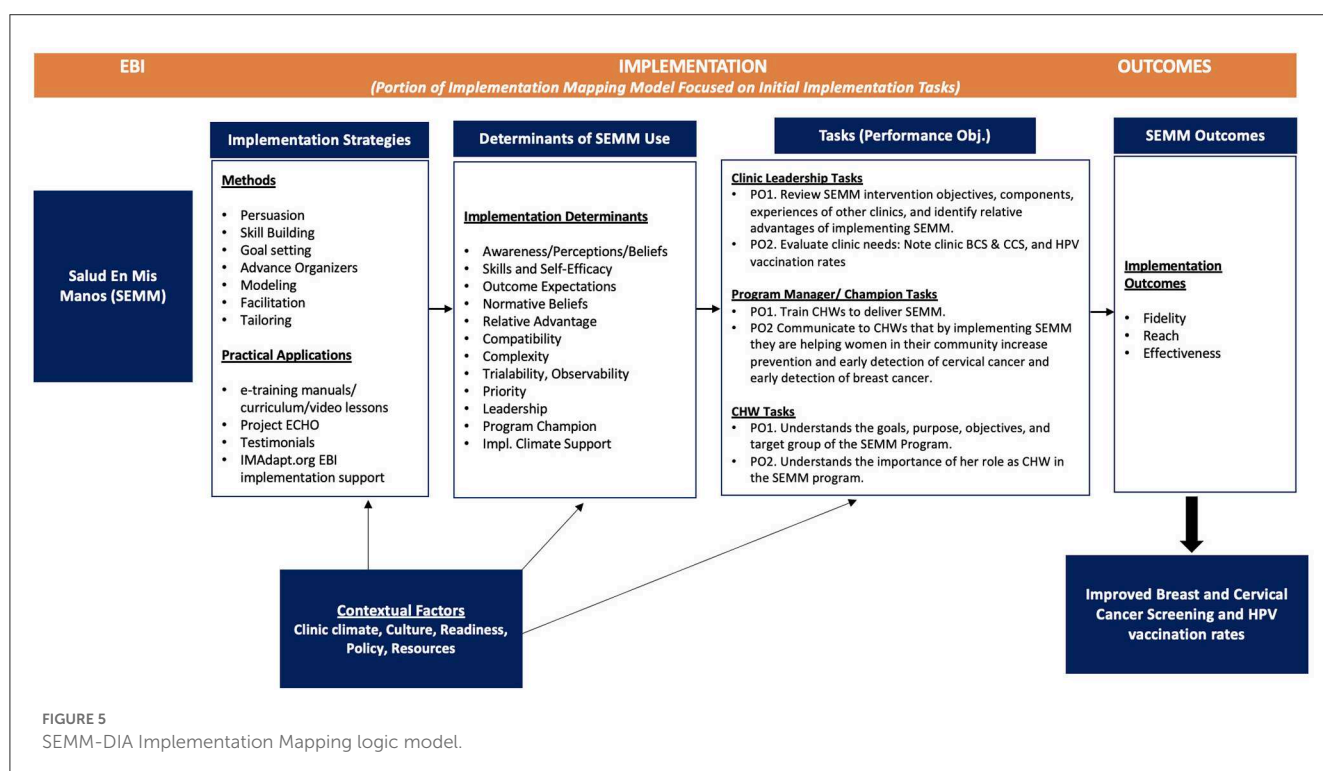 EBI
IMPLEMENTATION
OUTCOMES
(Portion of Implementation Mapping Model Focused on Initial Implementation Tasks)
Salud En Mis
Manos (SEMM)
Implementation Strategies
Methods
• Persuasion
• Skill Building
• Goal setting
• Advance Organizers
• Modeling
• Facilitation
• Tailoring
Practical Applications
• e-training manuals/
curriculum/video lessons
• Project ECHO
• Testimonials
• IMAdapt.org EBI
implementation support
Determinants of SEMM Use
Implementation Determinants
• Awareness/Perceptions/Beliefs
• Skills and Self-Efficacy
• Outcome Expectations
• Normative Beliefs
• Relative Advantage
• Compatibility
• Complexity
• Trialability, Observability
• Priority
• Leadership
• Program Champion
• Impl. Climate Support
Tasks (Performance Obj.)
Clinic Leadership Tasks
• PO1. Review SEMM intervention objectives, components,
experiences of other clinics, and identify relative
advantages of implementing SEMM.
• PO2. Evaluate clinic needs: Note clinic BCS & CCS, and HPV
vaccination rates
Program Manager/ Champion Tasks
• PO1. Train CHWs to deliver SEMM.
• PO2 Communicate to CHWs that by implementing SEMM
they are helping women in their community increase
prevention and early detection of cervical cancer and
early detection of breast cancer.
CHW Tasks
• PO1. Understands the goals, purpose, objectives, and
target group of the SEMM Program.
• PO2. Understands the importance of her role as CHW in
the SEMM program.
SEMM Outcomes
Implementation
Outcomes
• Fidelity
• Reach
• Effectiveness
Contextual Factors
Clinic climate, Culture, Readiness,
Policy, Resources
Improved Breast and Cervical
Cancer Screening and HPV
vaccination rates
FIGURE 5
SEMM-DIA Implementation Mapping logic model.